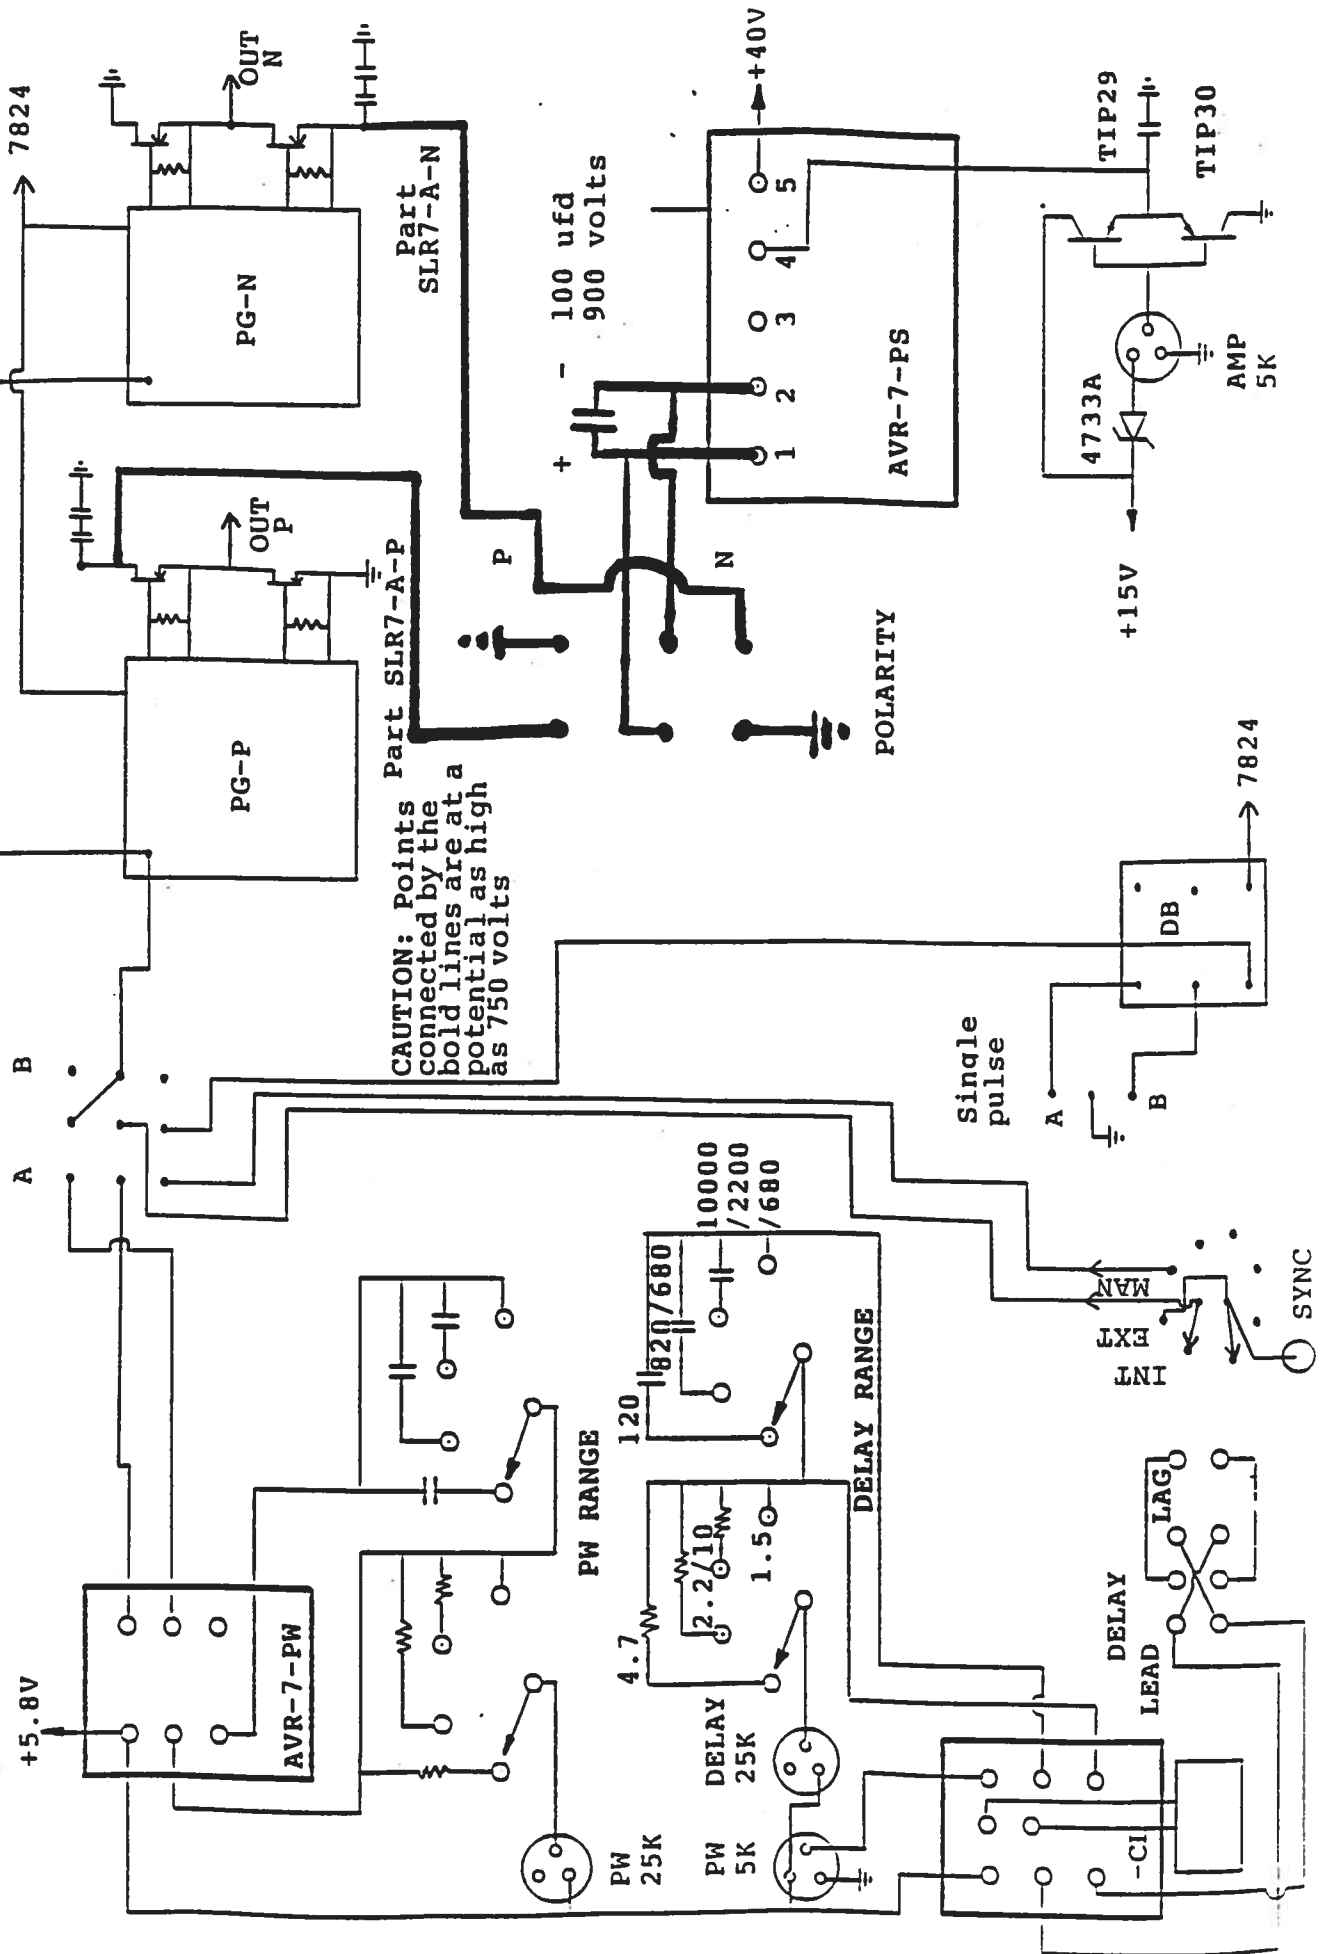 +5.8V
AVR-7-PW
PW
25K
PW RANGE
A
B
PG-P
7824
PG-N
OUT
P
OUT
N
Part SLR7-A-P
Part
SLR7-A-N
CAUTION: Points
connected by the
bold lines are at a
potential as high
as 750 volts
P
N
POLARITY
+
-
100 ufd
900 volts
1
2
3
4
5
+40V
AVR-7-PS
+15V
4733A
AMP
5K
TIP29
TIP30
4.7
2.2/10
1.5
120
820/680
10000
/2200
/680
DELAY RANGE
DELAY
25K
PW
5K
-CI
DELAY
LEAD
LAG
INT
EXT
MAN
SYNC
Single
pulse
A
B
DB
7824